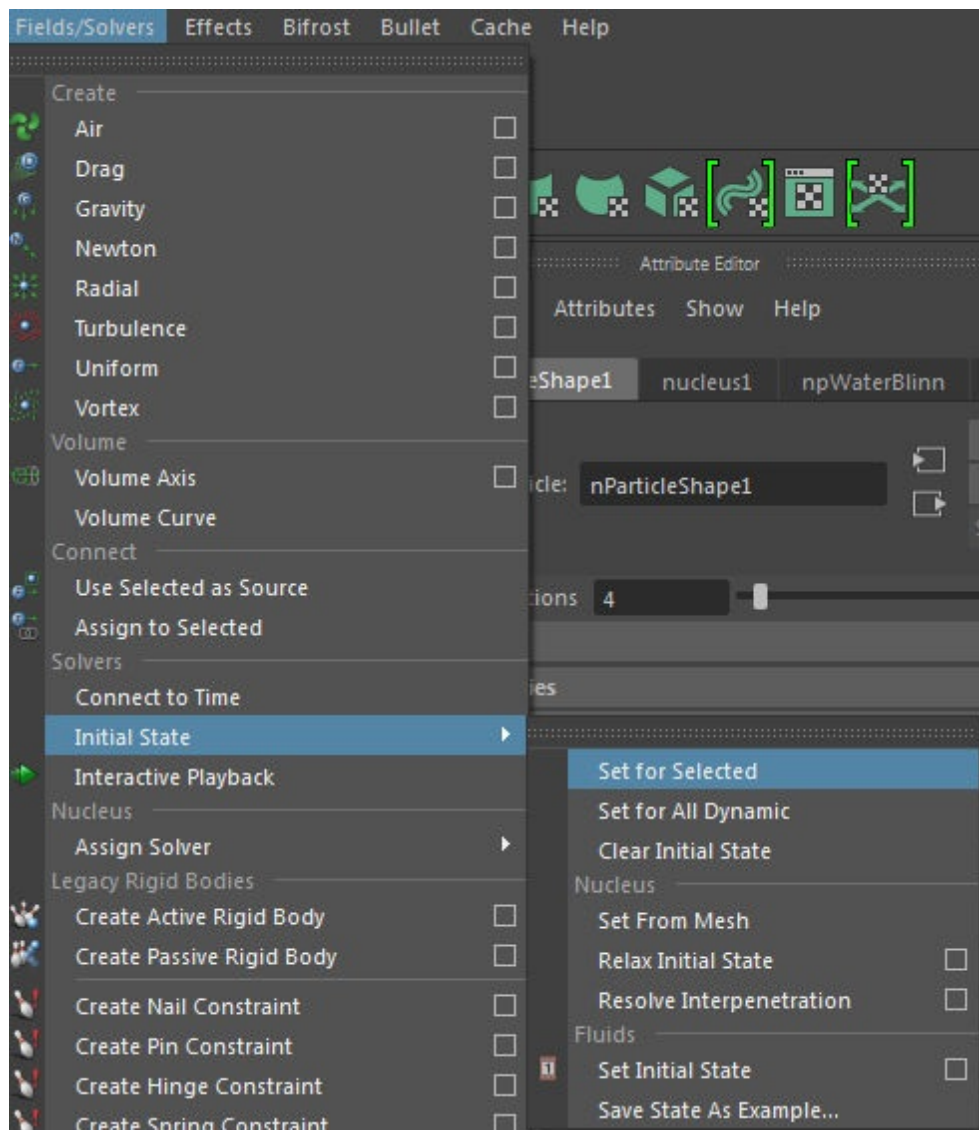 Fields/Solvers Effects Bifrost Bullet Cache Help
Create
Air
Drag
Gravity
Newton
Radial
Turbulence
Uniform
Vortex
Volume
Volume Axis
Volume Curve
Connect
Use Selected as Source
Assign to Selected
Solvers
Connect to Time
Initial State
Interactive Playback
Nucleus
Assign Solver
Legacy Rigid Bodies
Create Active Rigid Body
Create Passive Rigid Body
Create Nail Constraint
Create Pin Constraint
Create Hinge Constraint
Create Spring Constraint
Attribute Editor
Attributes Show Help
eShape1 nucleus1 npWaterBlinn
icle: nParticleShape1
tions 4
ies
Set for Selected
Set for All Dynamic
Clear Initial State
Nucleus
Set From Mesh
Relax Initial State
Resolve Interpenetration
Fluids
Set Initial State
Save State As Example...